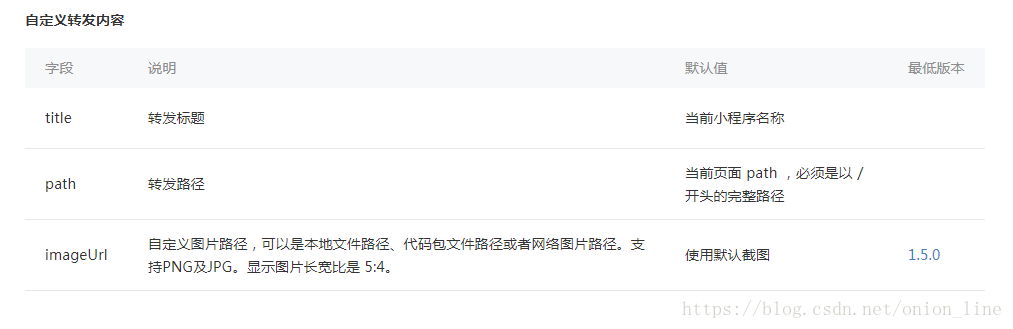 自定义转发内容
字段 说明 默认值 最低版本
title 转发标题 当前小程序名称
path 转发路径 当前页面 path ，必须是以 /
开头的完整路径
imageUrl 自定义图片路径，可以是本地文件路径、代码包文件路径或者网络图片路径。支
持PNG及JPG。显示图片长宽比是 5:4。 使用默认截图 1.5.0
https://blog.csdn.net/onion_line